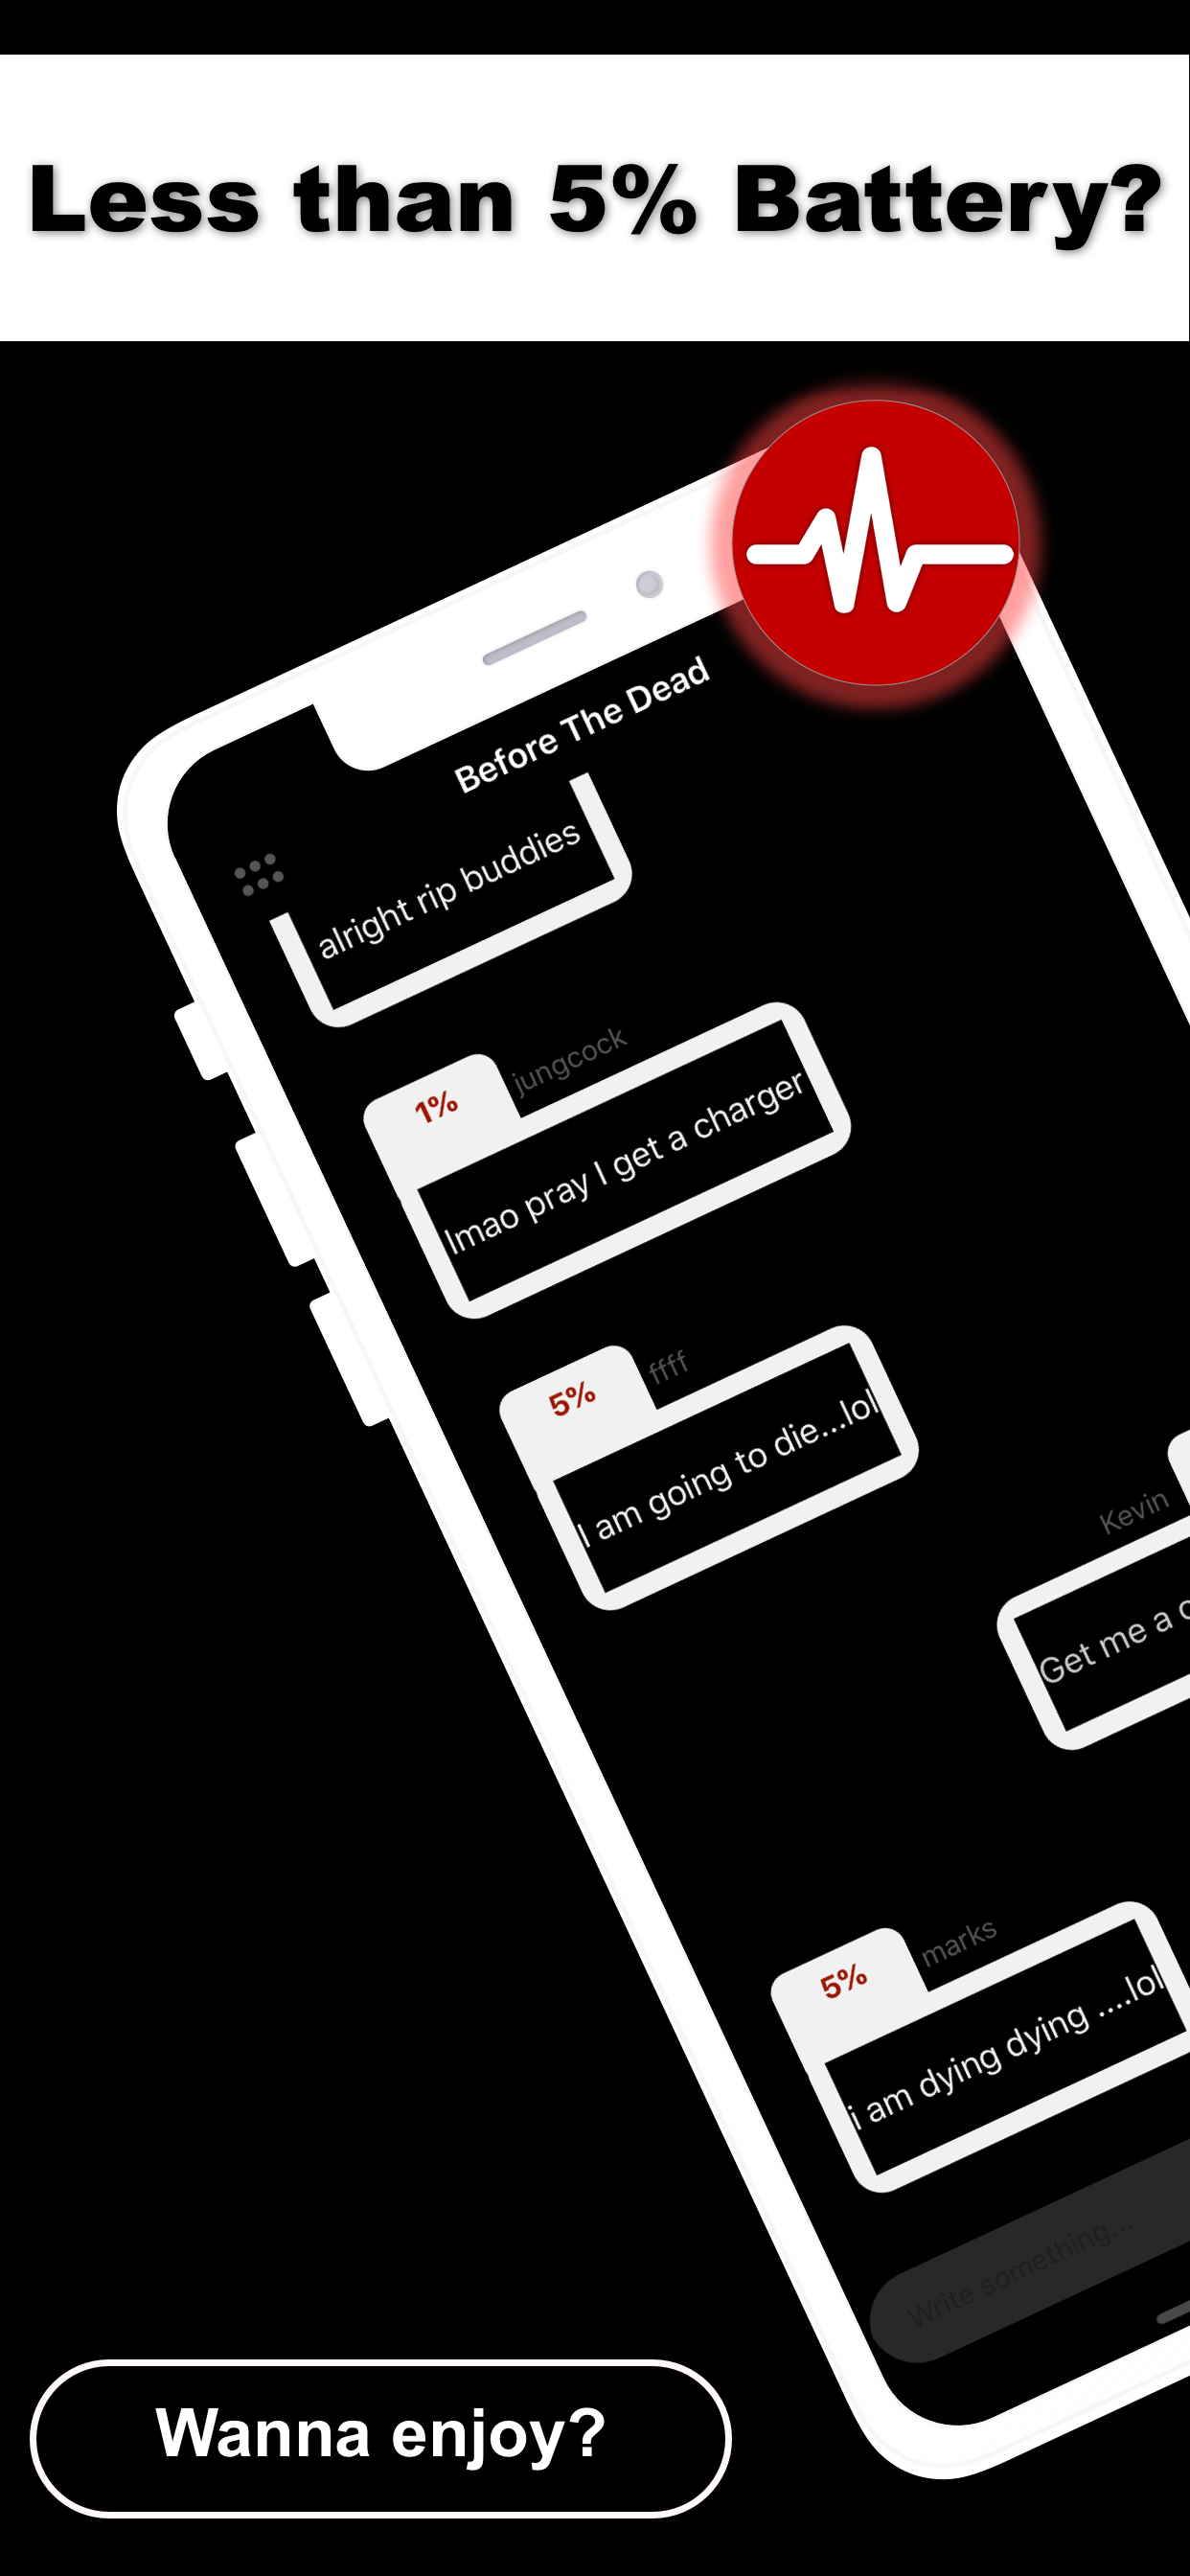 Less than 5% Battery?
Before The Dead
alright rip buddies
1%
jungcock
lmao pray I get a charger
5%
ffff
I am going to die...lol
Kevin
Get me a
5%
marks
i am dying dying ....lol
Write something...
Wanna enjoy?